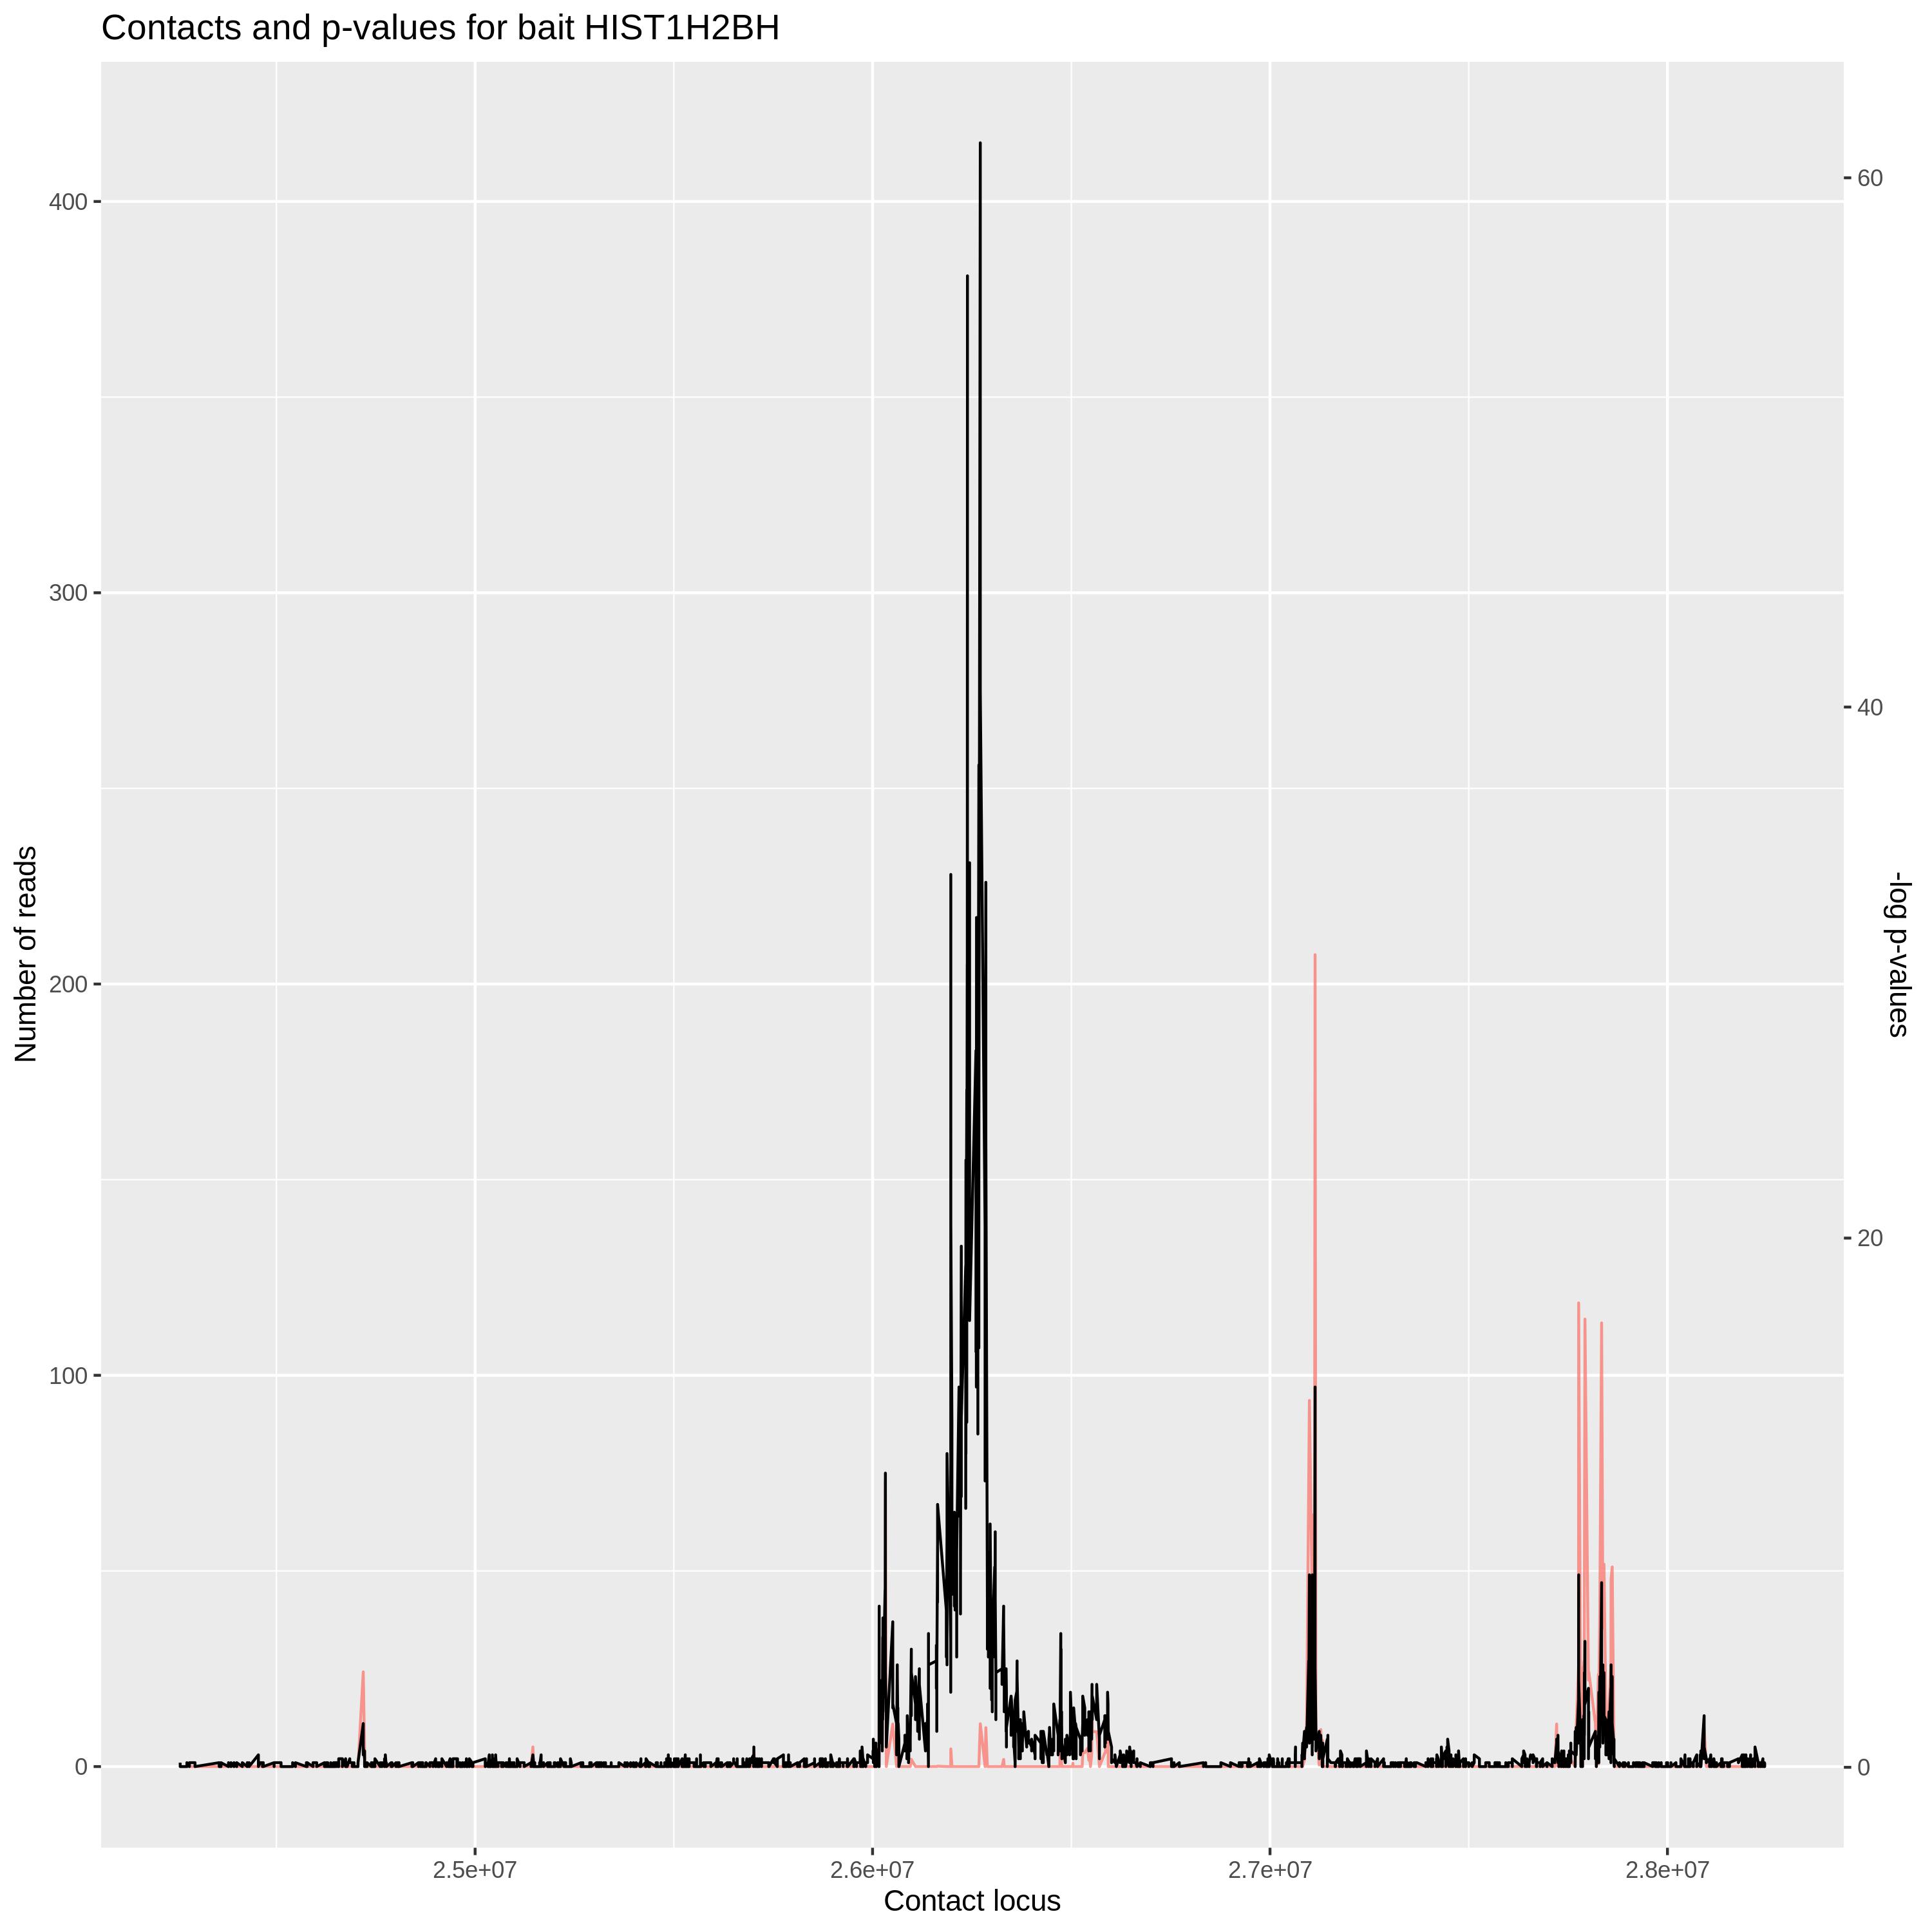 Contacts and p-values for bait HIST1H2BH
400
300
200
100
0
60
40
20
0
Number of reads
-log p-values
2.5e+07
2.6e+07
2.7e+07
2.8e+07
Contact locus